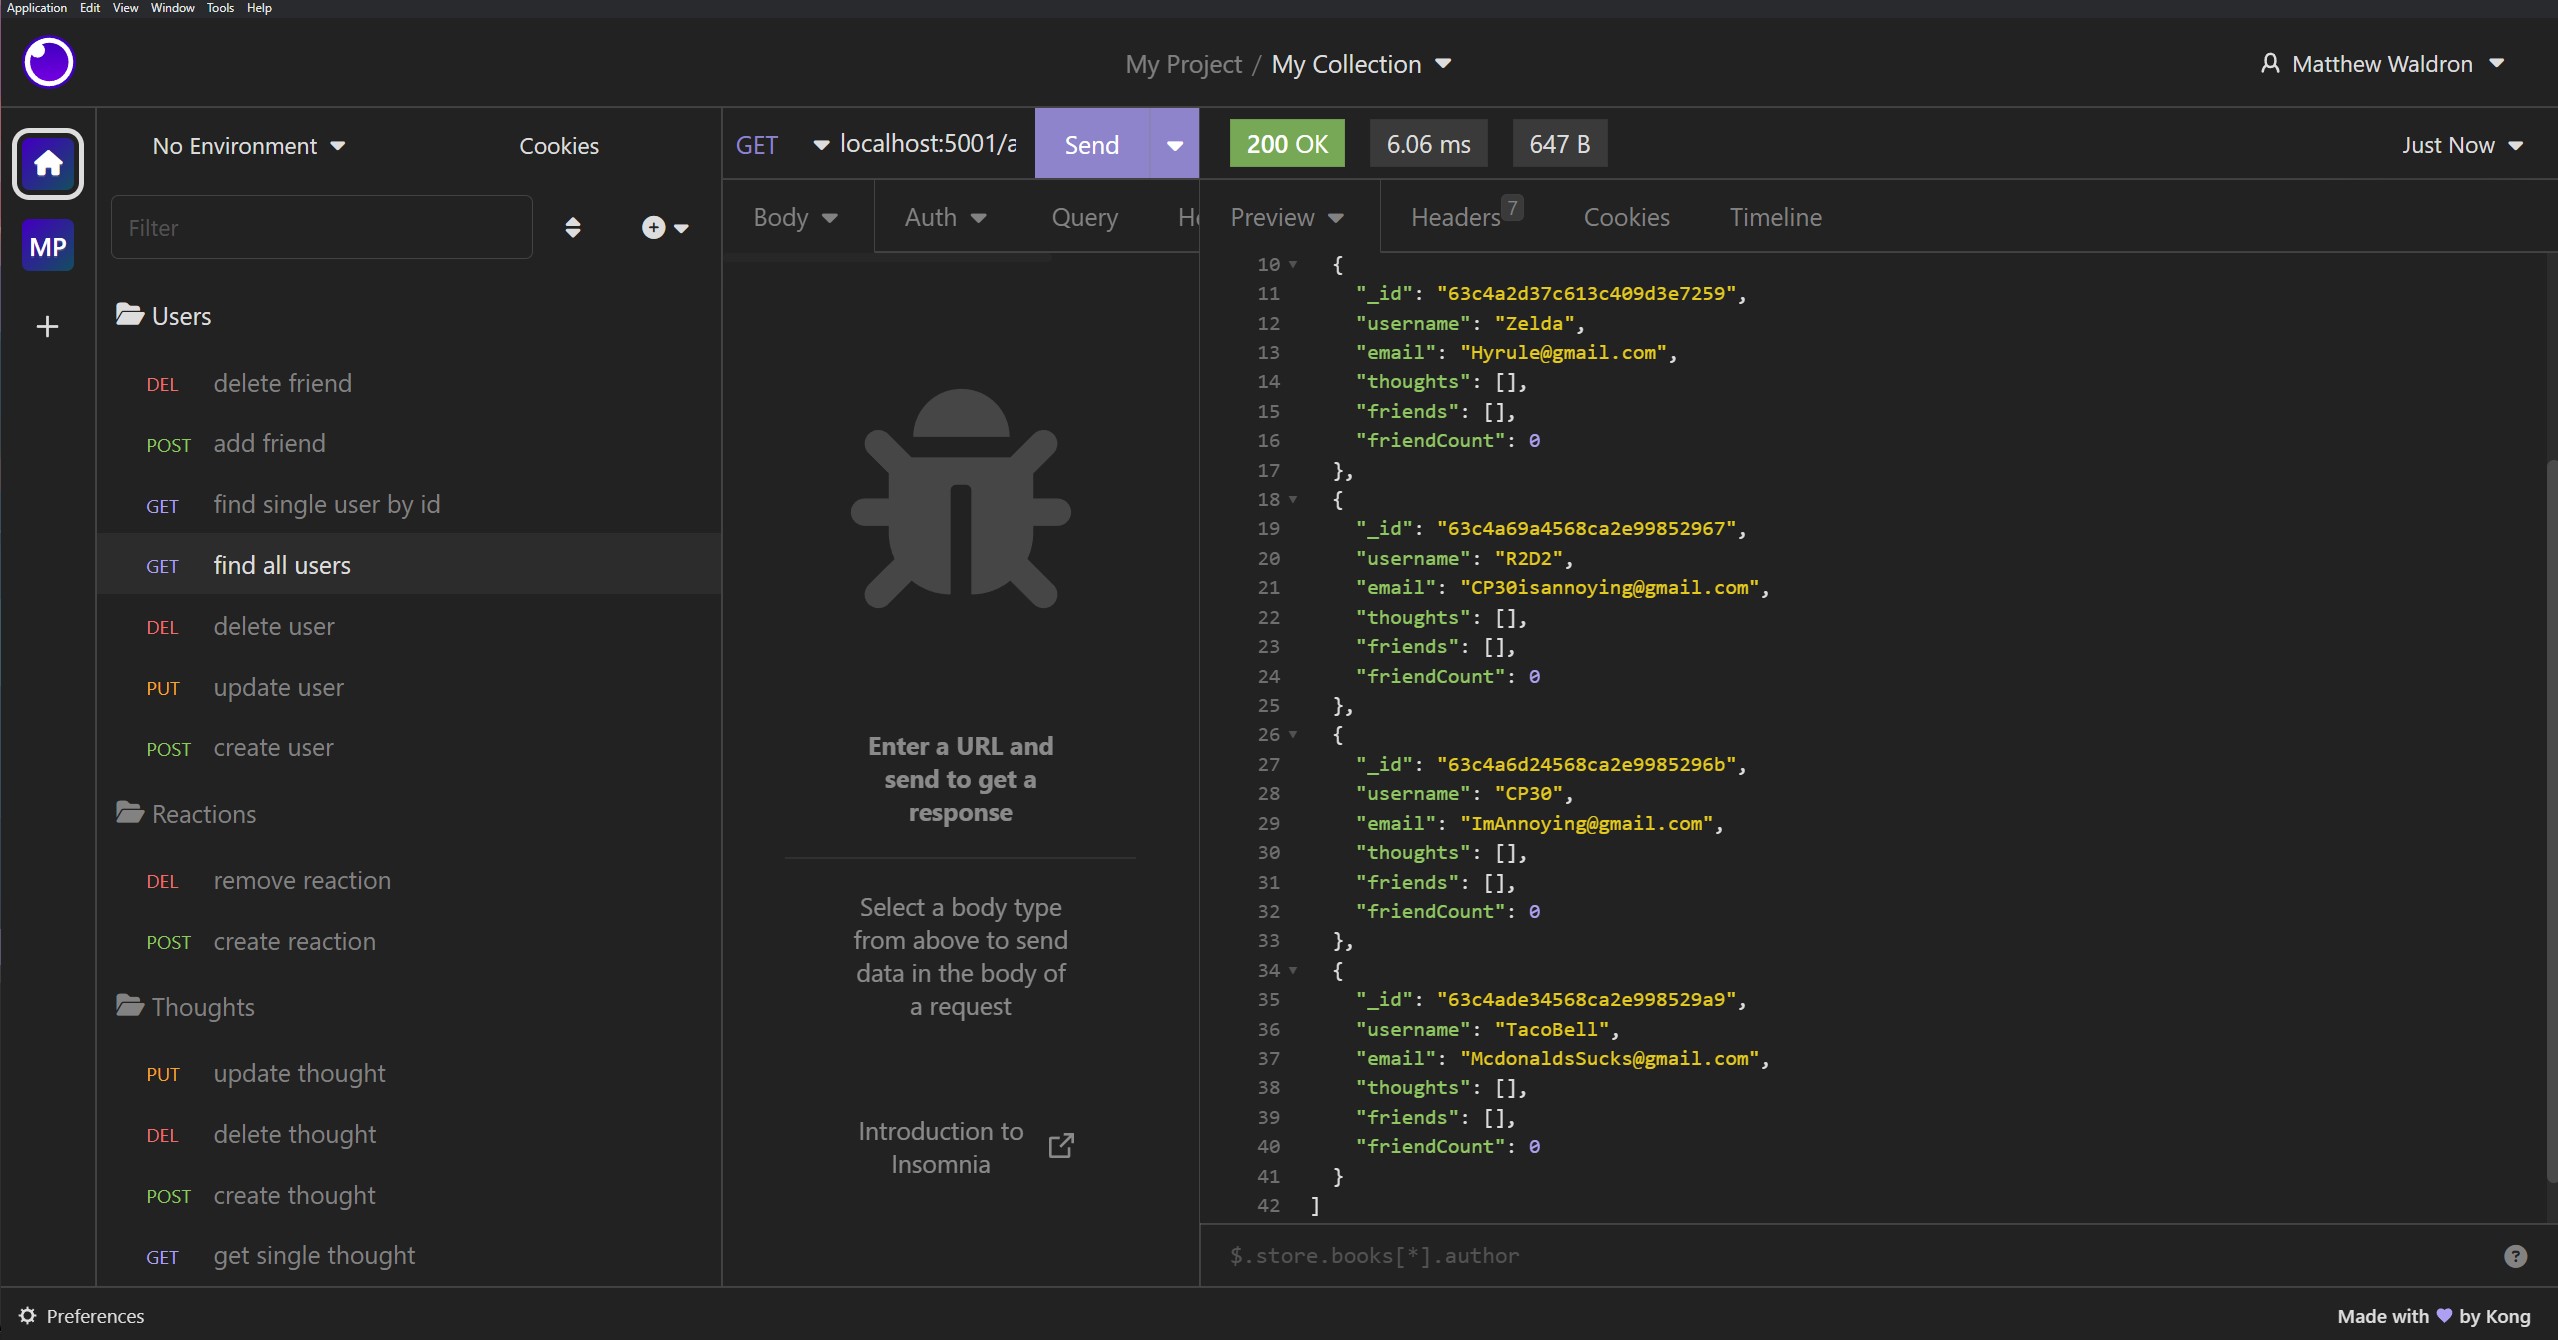 Application Edit View Window Tools Help
My Project / My Collection
Matthew Waldron
MP
No Environment
Cookies
Filter
Users
DEL delete friend
POST add friend
GET find single user by id
GET find all users
DEL delete user
PUT update user
POST create user
Reactions
DEL remove reaction
POST create reaction
Thoughts
PUT update thought
DEL delete thought
POST create thought
GET get single thought
GET localhost:5001/a Send
Body Auth Query He
Enter a URL and
send to get a
response
Select a body type
from above to send
data in the body of
a request
Introduction to
Insomnia
200 OK 6.06 ms 647 B Just Now
Preview Headers 7 Cookies Timeline
10 {
11 "_id": "63c4a2d37c613c409d3e7259",
12 "username": "Zelda",
13 "email": "Hyrule@gmail.com",
14 "thoughts": [],
15 "friends": [],
16 "friendCount": 0
17 },
18 {
19 "_id": "63c4a69a4568ca2e99852967",
20 "username": "R2D2",
21 "email": "CP30isannoying@gmail.com",
22 "thoughts": [],
23 "friends": [],
24 "friendCount": 0
25 },
26 {
27 "_id": "63c4a6d24568ca2e9985296b",
28 "username": "CP30",
29 "email": "ImAnnoying@gmail.com",
30 "thoughts": [],
31 "friends": [],
32 "friendCount": 0
33 },
34 {
35 "_id": "63c4ade34568ca2e998529a9",
36 "username": "TacoBell",
37 "email": "McdonaldsSucks@gmail.com",
38 "thoughts": [],
39 "friends": [],
40 "friendCount": 0
41 }
42 ]
$.store.books[*].author
Preferences
Made with 💜 by Kong